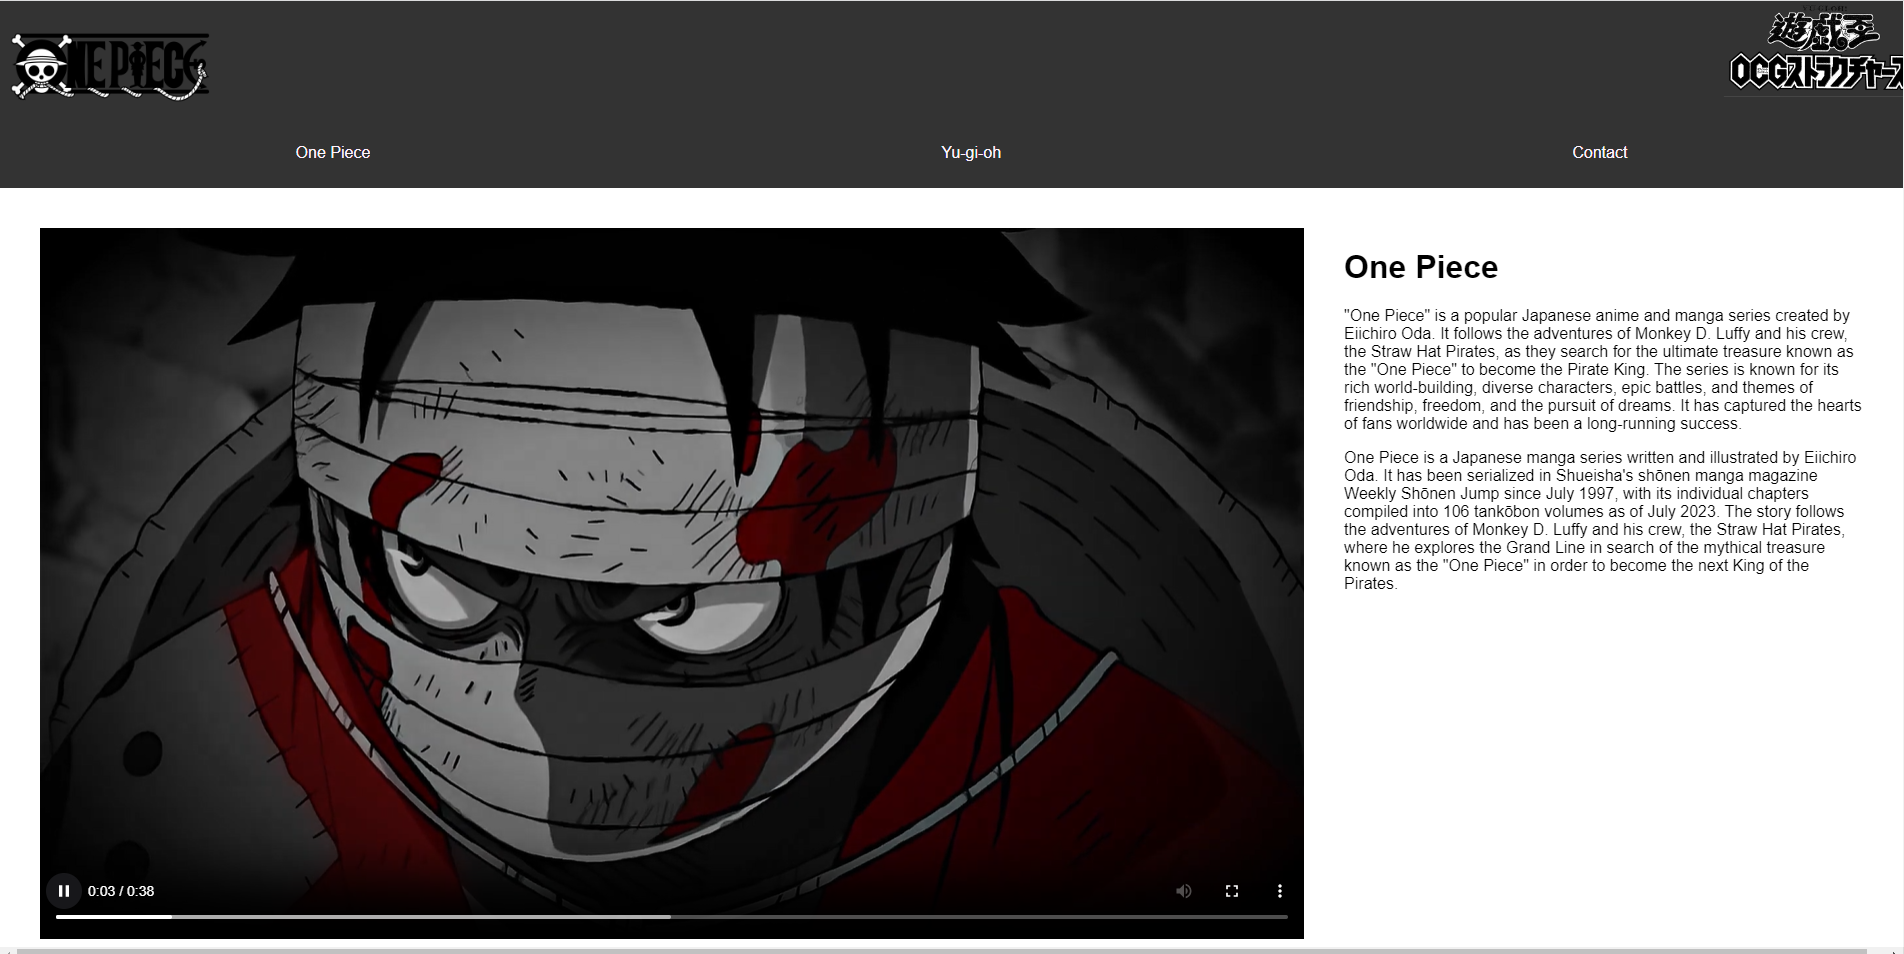 ONE PIECE
遊戯王
OCGストラクチャーズ
One Piece
Yu-gi-oh
Contact
One Piece
"One Piece" is a popular Japanese anime and manga series created by
Eiichiro Oda. It follows the adventures of Monkey D. Luffy and his crew,
the Straw Hat Pirates, as they search for the ultimate treasure known as
the "One Piece" to become the Pirate King. The series is known for its
rich world-building, diverse characters, epic battles, and themes of
friendship, freedom, and the pursuit of dreams. It has captured the hearts
of fans worldwide and has been a long-running success.
One Piece is a Japanese manga series written and illustrated by Eiichiro
Oda. It has been serialized in Shueisha's shōnen manga magazine
Weekly Shōnen Jump since July 1997, with its individual chapters
compiled into 106 tankōbon volumes as of July 2023. The story follows
the adventures of Monkey D. Luffy and his crew, the Straw Hat Pirates,
where he explores the Grand Line in search of the mythical treasure
known as the "One Piece" in order to become the next King of the
Pirates.
0:03 / 0:38